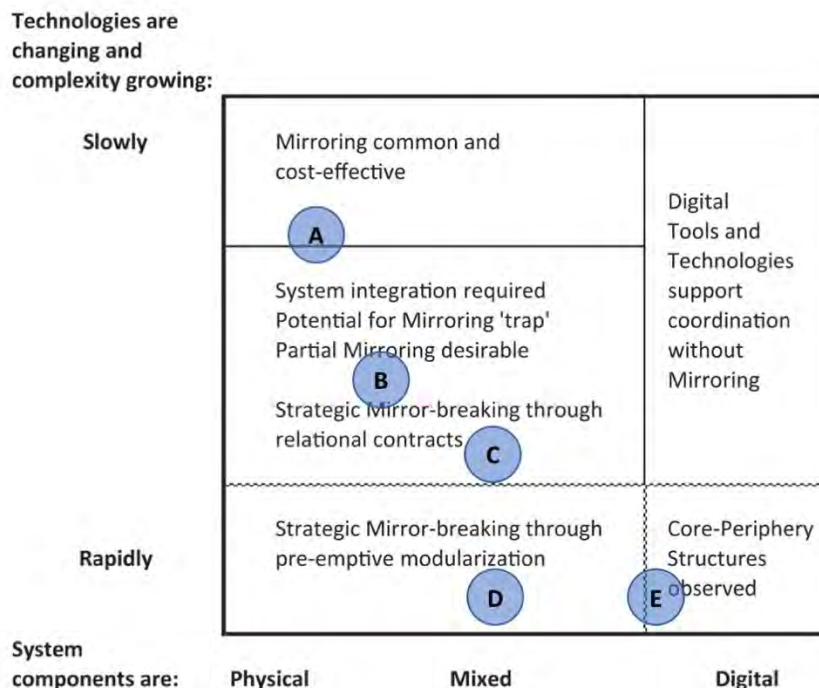 Technologies are
changing and
complexity growing:
Slowly
Mirroring common and
cost-effective
A
Digital
Tools and
Technologies
support
coordination
without
Mirroring
System integration required
Potential for Mirroring 'trap'
Partial Mirroring desirable
B
Strategic Mirror-breaking through
relational contracts
C
Rapidly
Strategic Mirror-breaking through
pre-emptive modularization
D
E
Core-Periphery
Structures
observed
System
components are:
Physical
Mixed
Digital